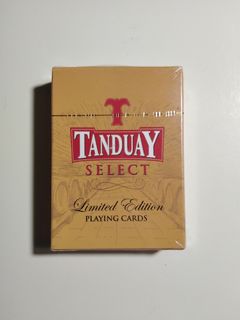 T
TANDUAY
SELECT
Limited Edition
PLAYING CARDS